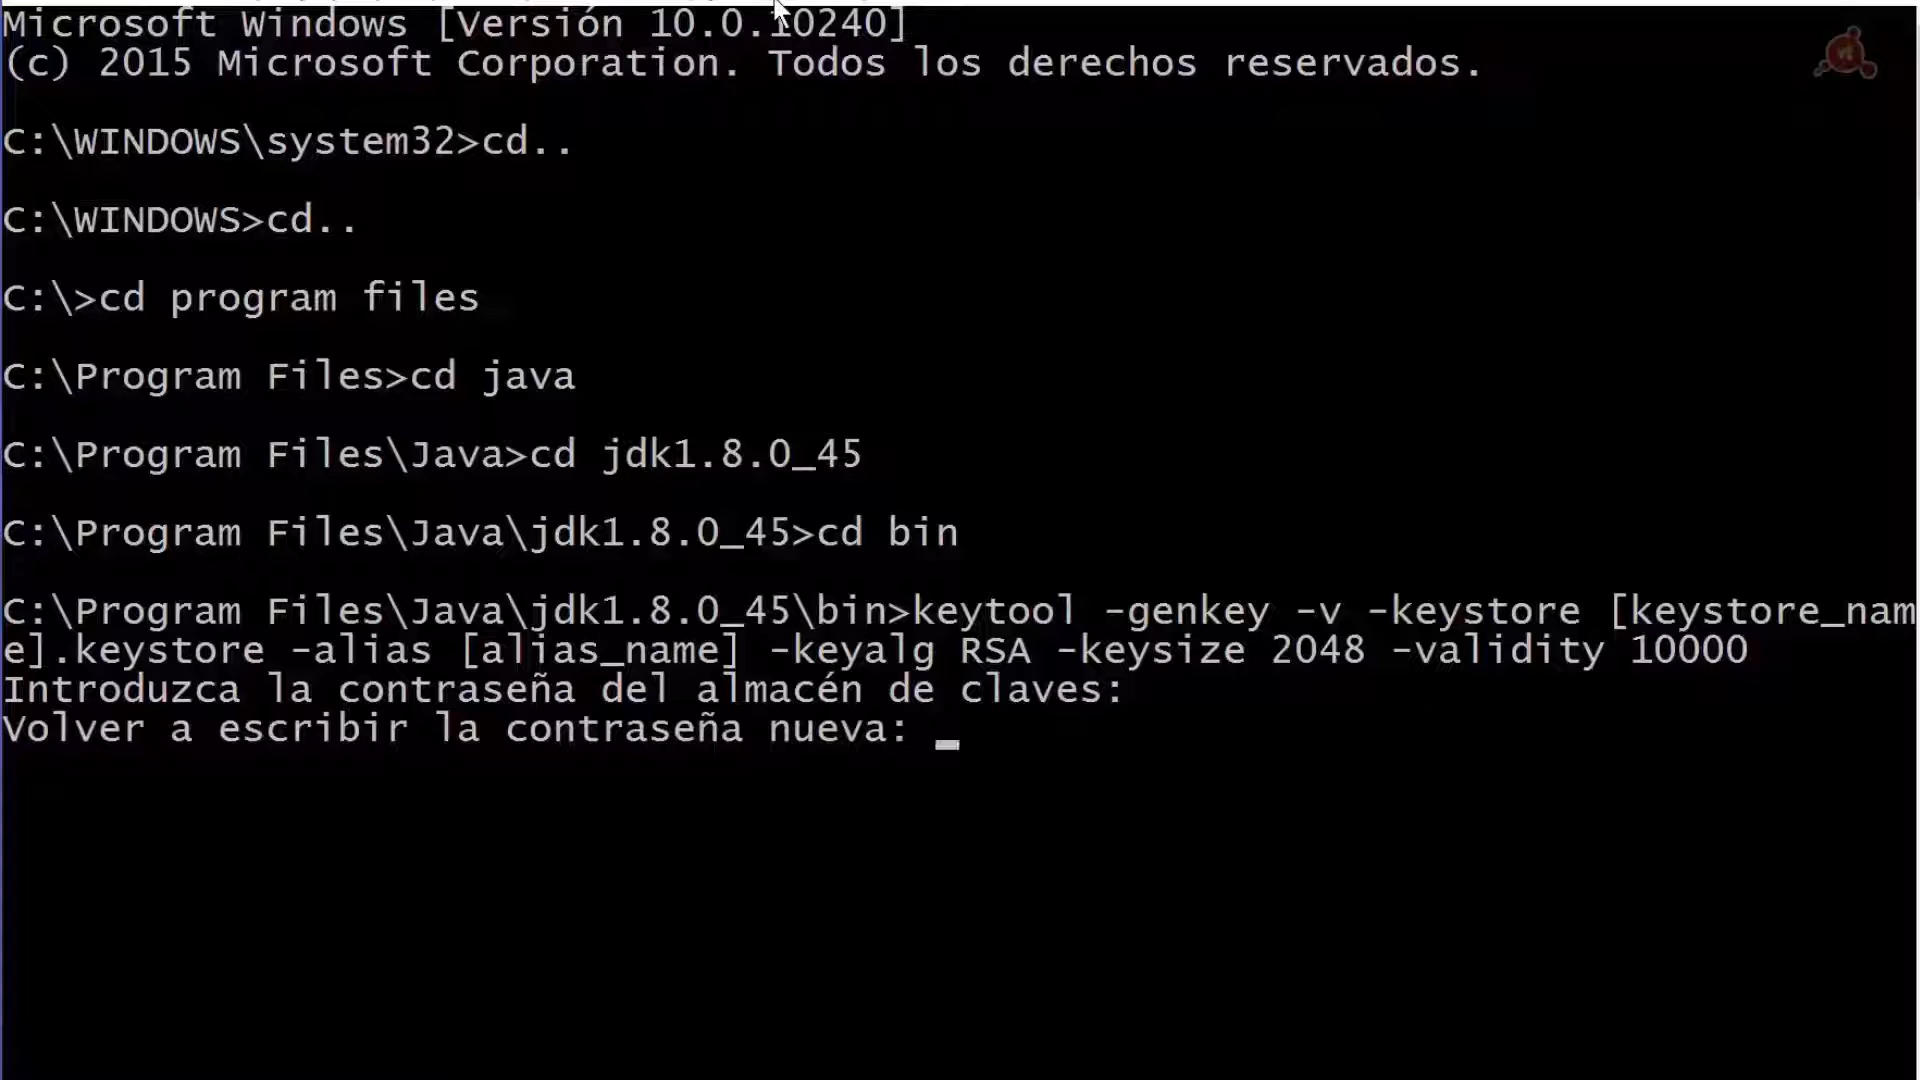 Microsoft Windows [Versión 10.0.10240]
(c) 2015 Microsoft Corporation. Todos los derechos reservados.
C:\WINDOWS\system32>cd..
C:\WINDOWS>cd..
C:\>cd program files
C:\Program Files>cd java
C:\Program Files\Java>cd jdk1.8.0_45
C:\Program Files\Java\jdk1.8.0_45>cd bin
C:\Program Files\Java\jdk1.8.0_45\bin>keytool -genkey -v -keystore [keystore_nam
e].keystore -alias [alias_name] -keyalg RSA -keysize 2048 -validity 10000
Introduzca la contraseña del almacén de claves:
Volver a escribir la contraseña nueva: _